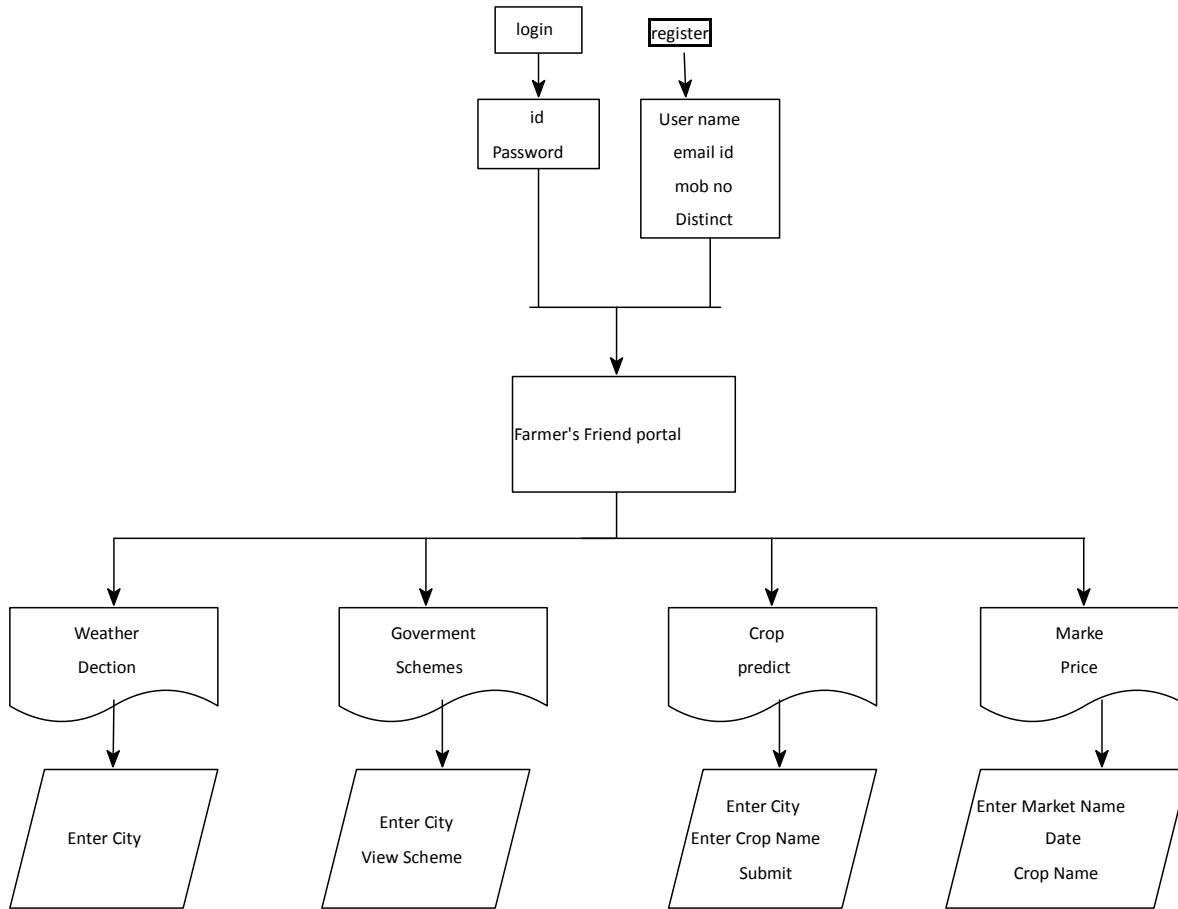 login
register
id
Password
User name
email id
mob no
Distinct
Farmer's Friend portal
Weather
Dection
Goverment
Schemes
Crop
predict
Marke
Price
Enter City
Enter City
View Scheme
Enter City
Enter Crop Name
Submit
Enter Market Name
Date
Crop Name